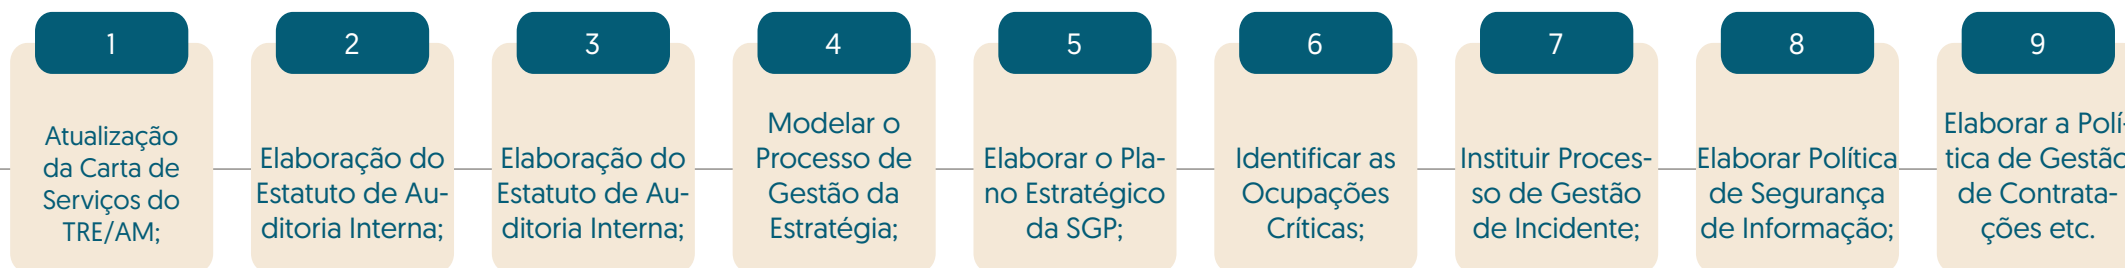 1
Atualização
da Carta de
Serviços do
TRE/AM;
2
Elaboração do
Estatuto de Au-
ditoria Interna;
3
Elaboração do
Estatuto de Au-
ditoria Interna;
4
Modelar o
Processo de
Gestão da
Estratégia;
5
Elaborar o Pla-
no Estratégico
da SGP;
6
Identificar as
Ocupações
Críticas;
7
Instituir Proces-
so de Gestão
de Incidente;
8
Elaborar Política
de Segurança
de Informação;
9
Elaborar a Polí-
tica de Gestão
de Contrata-
ções etc.